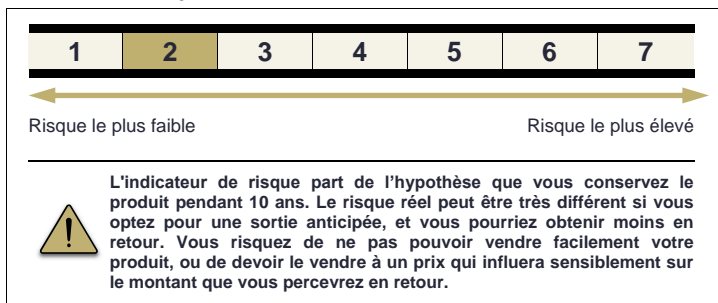 1 2 3 4 5 6 7
Risque le plus faible Risque le plus élevé
L'indicateur de risque part de l’hypothèse que vous conservez le
produit pendant 10 ans. Le risque réel peut être très différent si vous
optez pour une sortie anticipée, et vous pourriez obtenir moins en
retour. Vous risquez de ne pas pouvoir vendre facilement votre
produit, ou de devoir le vendre à un prix qui influera sensiblement sur
le montant que vous percevrez en retour.